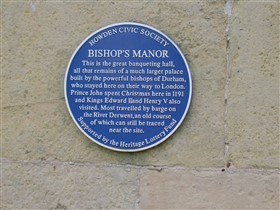 HOWDEN CIVIC SOCIETY
BISHOP'S MANOR
This is the great banqueting hall,
all that remains of a much larger palace
built by the powerful bishops of Durham,
who stayed here on their way to London.
Prince John spent Christmas here in 1191
and Kings Edward II and Henry V also
visited. Most travelled by barge on
the River Derwent, an old course
of which can still be traced
near the site.
Supported by the Heritage Lottery Fund